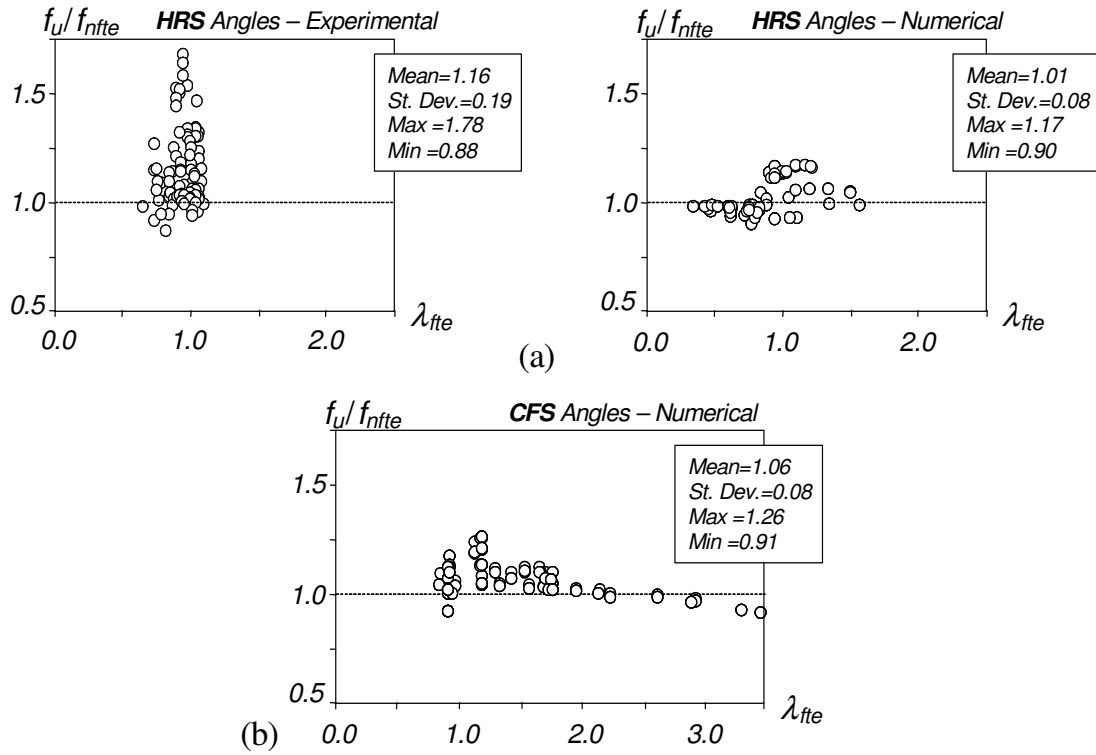 f_u/f_nfte
HRS Angles – Experimental
Mean=1.16
St. Dev.=0.19
Max =1.78
Min =0.88
1.5
1.0
0.5
0.0
1.0
2.0
λ_fte
f_u/f_nfte
HRS Angles – Numerical
Mean=1.01
St. Dev.=0.08
Max =1.17
Min =0.90
1.5
1.0
0.5
0.0
1.0
2.0
λ_fte
(a)
f_u/f_nfte
CFS Angles – Numerical
Mean=1.06
St. Dev.=0.08
Max =1.26
Min =0.91
1.5
1.0
0.5
0.0
1.0
2.0
3.0
λ_fte
(b)